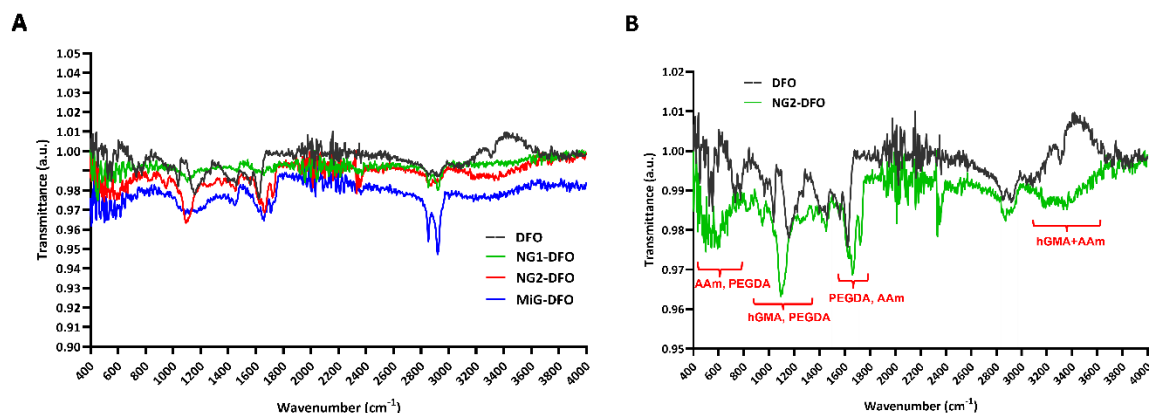 A
Transmittance (a.u.)
1.05
1.04
1.03
1.02
1.01
1.00
0.99
0.98
0.97
0.96
0.95
0.94
0.93
0.92
0.91
0.90
DFO
NG1-DFO
NG2-DFO
MiG-DFO
400 600 800 1000 1200 1400 1600 1800 2000 2200 2400 2600 2800 3000 3200 3400 3600 3800 4000
Wavenumber (cm⁻¹)
B
Transmittance (a.u.)
1.02
1.01
1.00
0.99
0.98
0.97
0.96
0.95
DFO
NG2-DFO
hGMA+AAm
AAm, PEGDA
PEGDA, AAm
hGMA, PEGDA
400 600 800 1000 1200 1400 1600 1800 2000 2200 2400 2600 2800 3000 3200 3400 3600 3800 4000
Wavenumber (cm⁻¹)